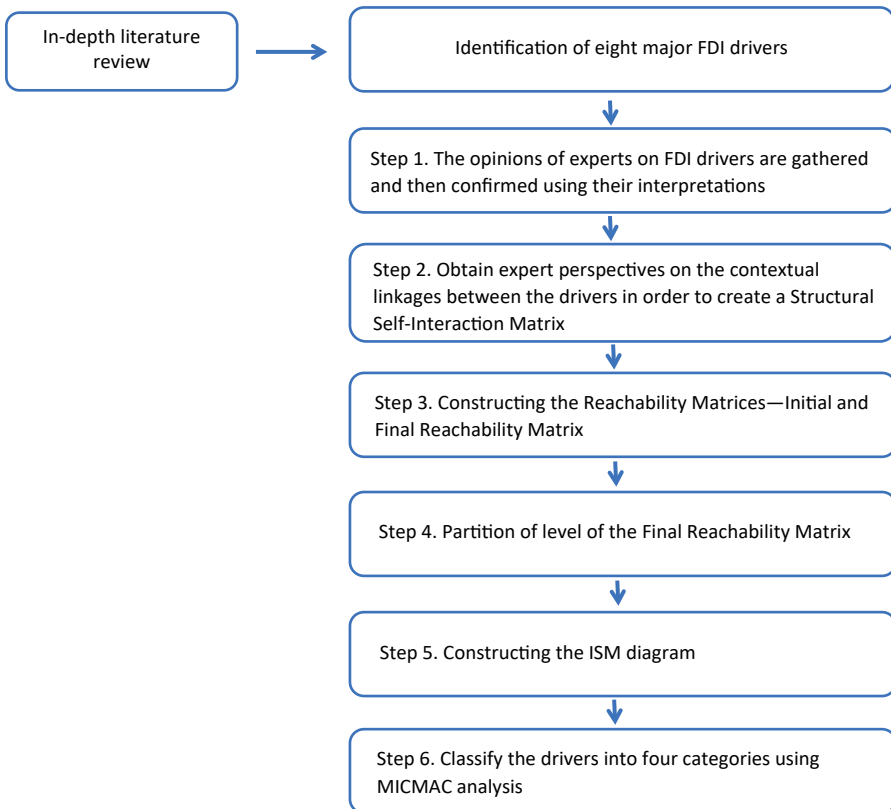 In-depth literature
review
Identification of eight major FDI drivers
Step 1. The opinions of experts on FDI drivers are gathered
and then confirmed using their interpretations
Step 2. Obtain expert perspectives on the contextual
linkages between the drivers in order to create a Structural
Self-Interaction Matrix
Step 3. Constructing the Reachability Matrices—Initial and
Final Reachability Matrix
Step 4. Partition of level of the Final Reachability Matrix
Step 5. Constructing the ISM diagram
Step 6. Classify the drivers into four categories using
MICMAC analysis